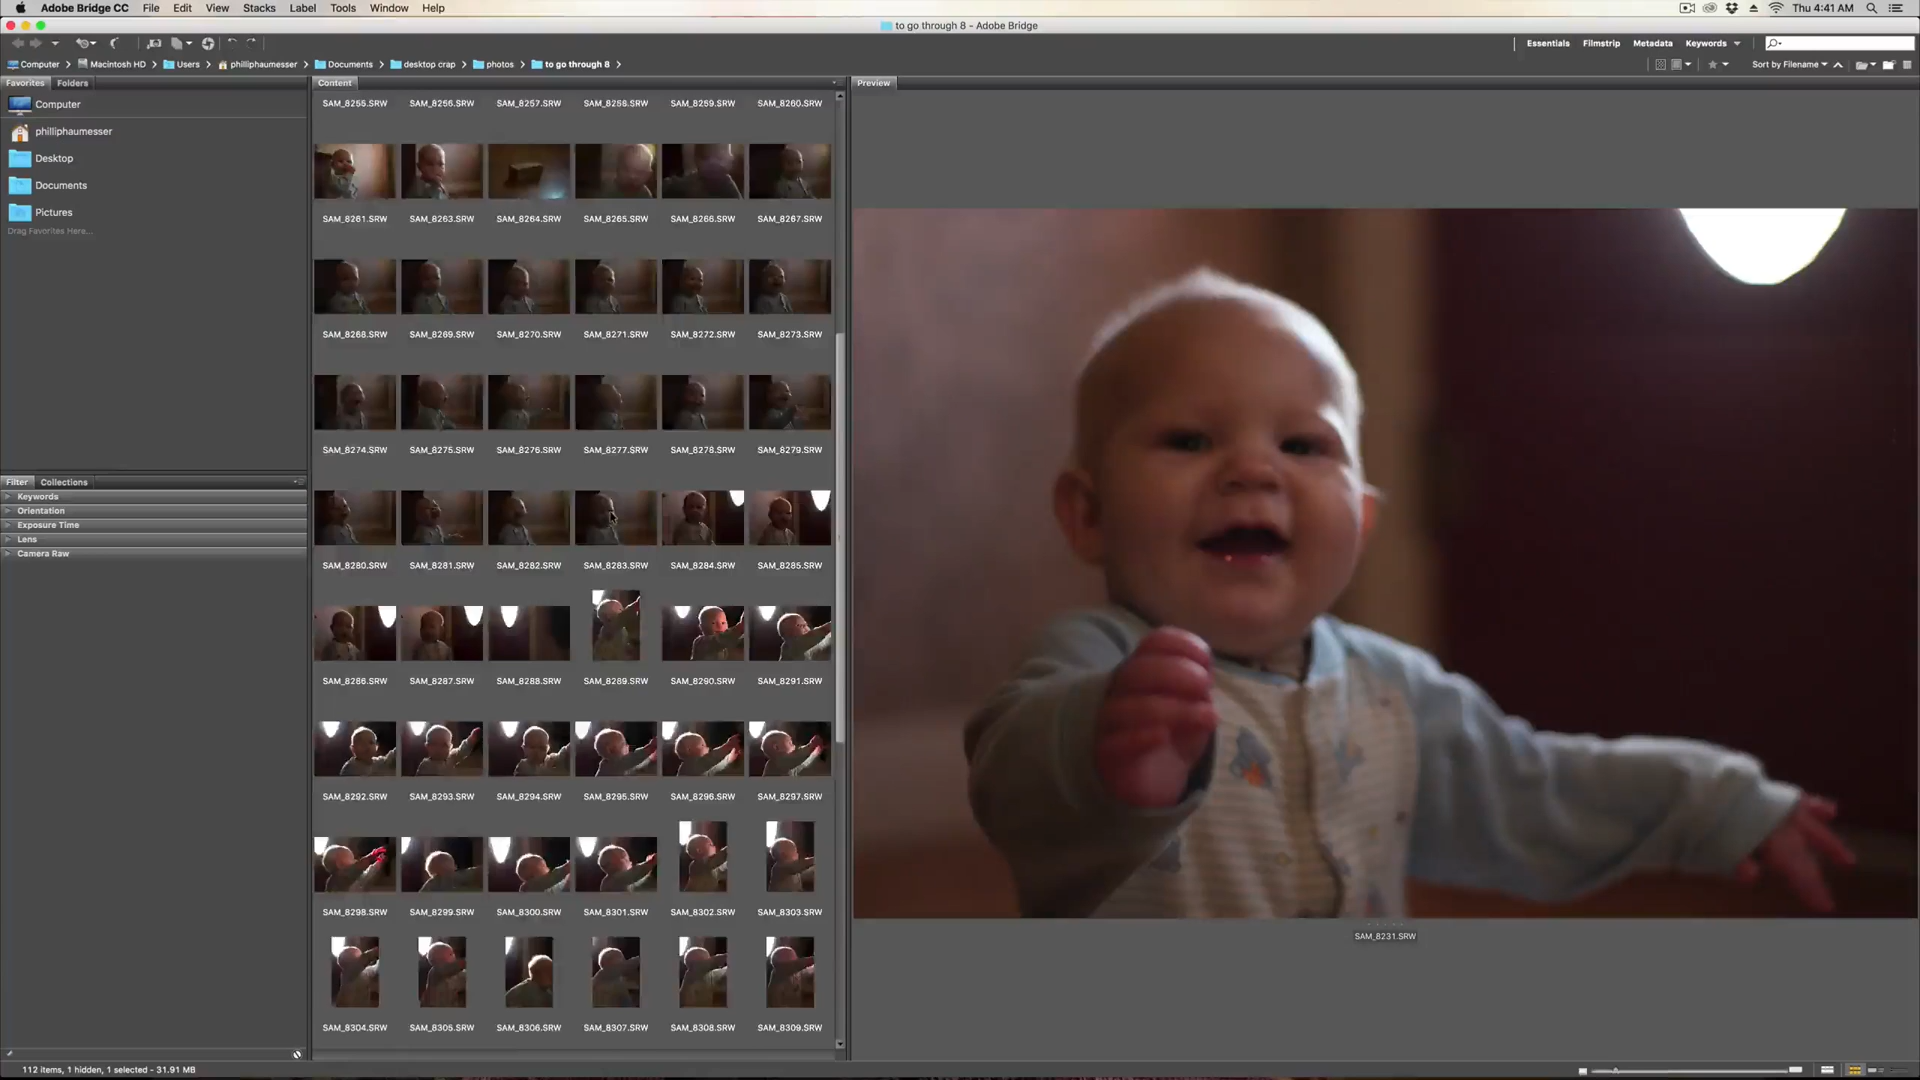 Adobe Bridge CC File Edit View Stacks Label Tools Window Help Thu 4:41 AM
to go through 8 – Adobe Bridge
Essentials Filmstrip Metadata Keywords
Computer Macintosh HD Users philliphaumesser Documents desktop crap photos to go through 8 Sort by Filename
Favorites Folders Content Preview
Computer
philliphaumesser
Desktop
Documents
Pictures
Drag Favorites Here...
Filter Collections
Keywords
Orientation
Exposure Time
Lens
Camera Raw
SAM_8255.SRW SAM_8256.SRW SAM_8257.SRW SAM_8258.SRW SAM_8259.SRW SAM_8260.SRW
SAM_8261.SRW SAM_8263.SRW SAM_8264.SRW SAM_8265.SRW SAM_8266.SRW SAM_8267.SRW
SAM_8268.SRW SAM_8269.SRW SAM_8270.SRW SAM_8271.SRW SAM_8272.SRW SAM_8273.SRW
SAM_8274.SRW SAM_8275.SRW SAM_8276.SRW SAM_8277.SRW SAM_8278.SRW SAM_8279.SRW
SAM_8280.SRW SAM_8281.SRW SAM_8282.SRW SAM_8283.SRW SAM_8284.SRW SAM_8285.SRW
SAM_8286.SRW SAM_8287.SRW SAM_8288.SRW SAM_8289.SRW SAM_8290.SRW SAM_8291.SRW
SAM_8292.SRW SAM_8293.SRW SAM_8294.SRW SAM_8295.SRW SAM_8296.SRW SAM_8297.SRW
SAM_8298.SRW SAM_8299.SRW SAM_8300.SRW SAM_8301.SRW SAM_8302.SRW SAM_8303.SRW
SAM_8304.SRW SAM_8305.SRW SAM_8306.SRW SAM_8307.SRW SAM_8308.SRW SAM_8309.SRW
SAM_8231.SRW
112 items, 1 hidden, 1 selected - 31.91 MB